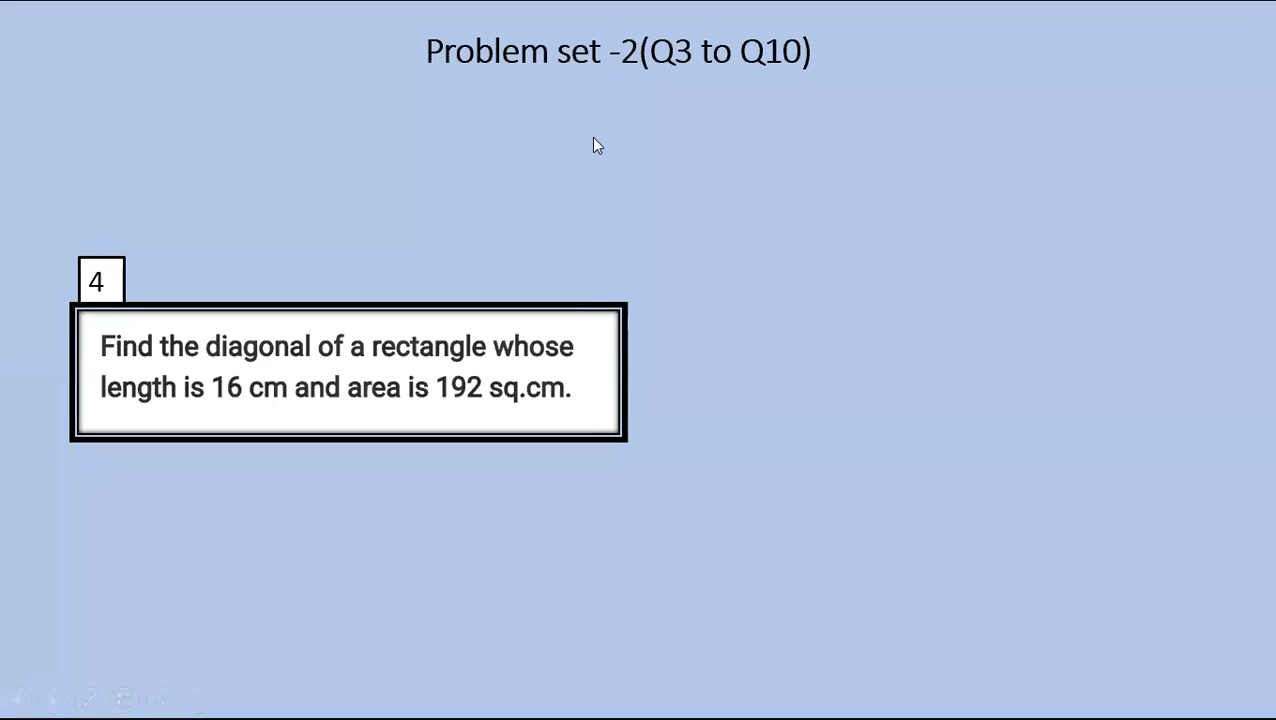 Problem set -2(Q3 to Q10)
4
Find the diagonal of a rectangle whose
length is 16 cm and area is 192 sq.cm.